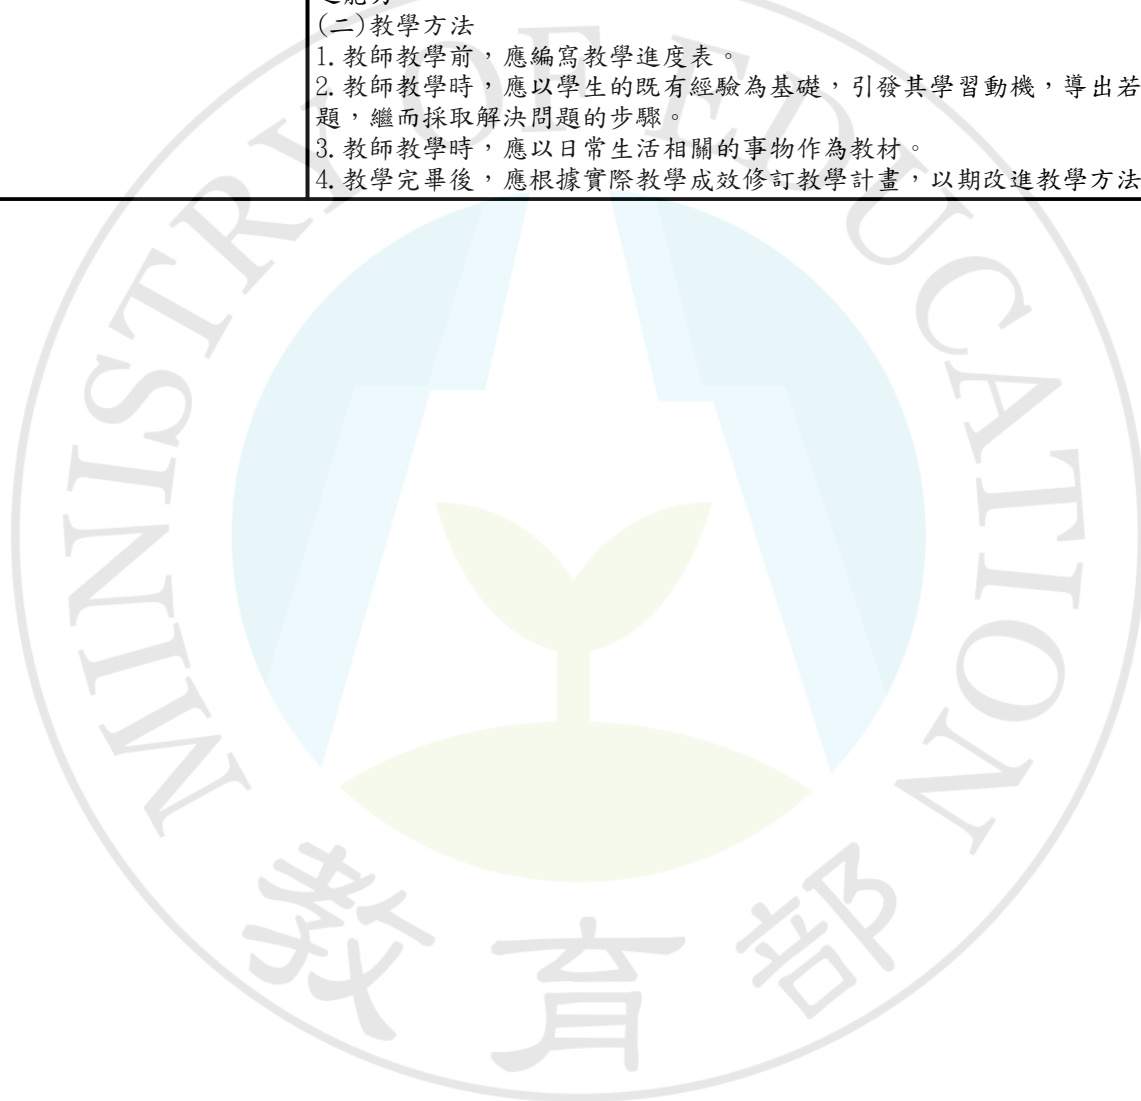 (二)教學方法
1.教師教學前，應編寫教學進度表。
2.教師教學時，應以學生的既有經驗為基礎，引發其學習動機，導出若
題，繼而採取解決問題的步驟。
3.教師教學時，應以日常生活相關的事物作為教材。
4.教學完畢後，應根據實際教學成效修訂教學計畫，以期改進教學方法
MINISTRY OF EDUCATION
教育部